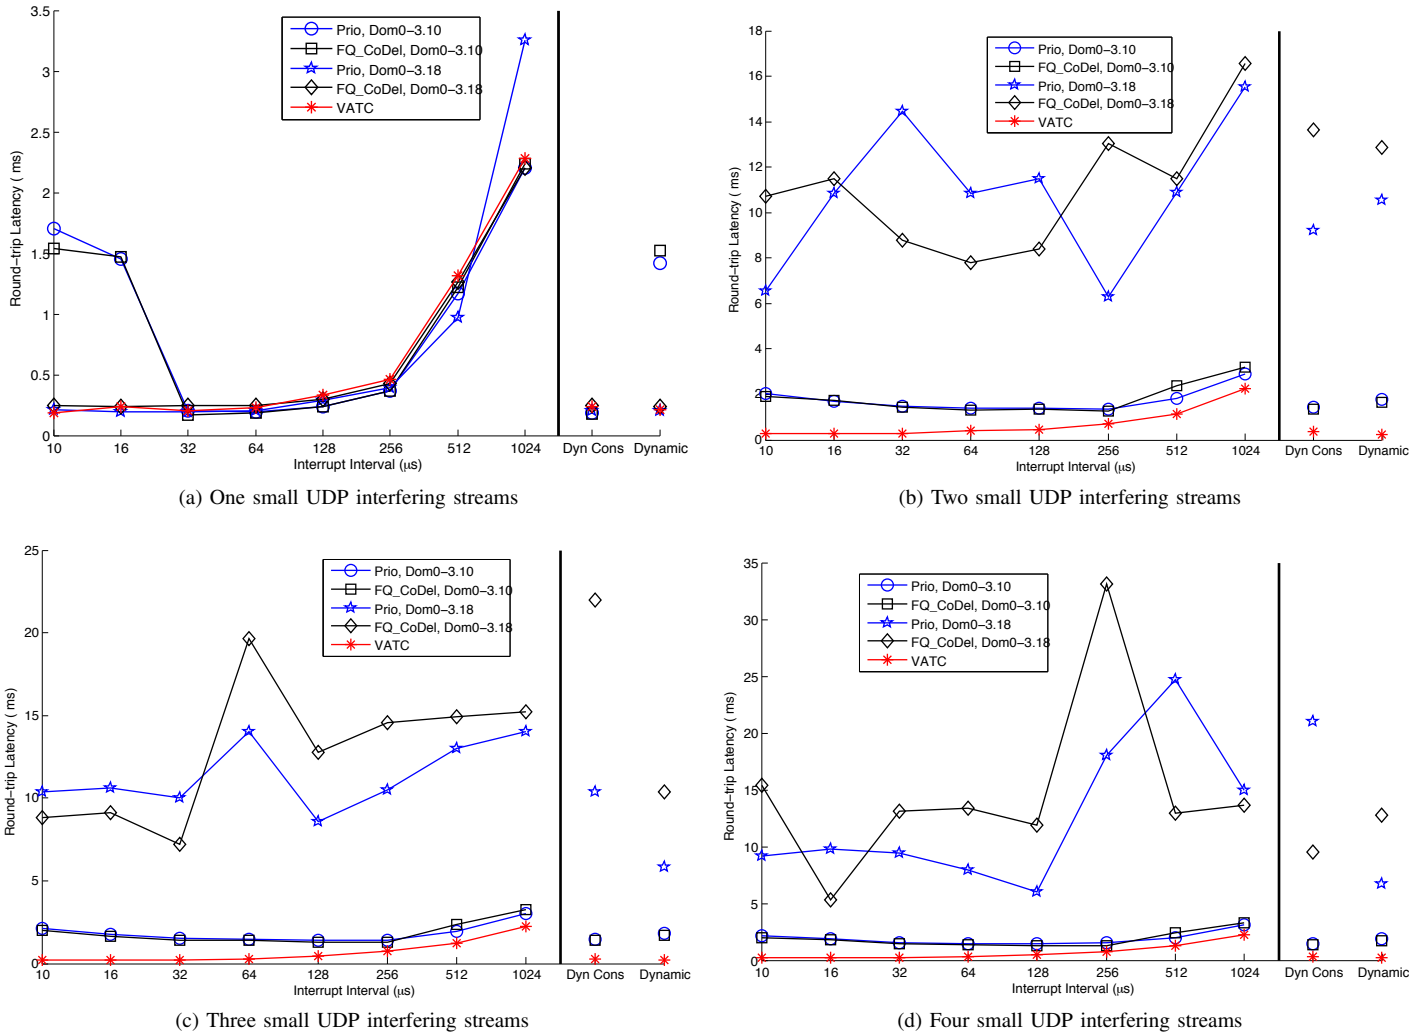 3.5
3
2.5
2
1.5
1
0.5
0
Round−trip Latency ( ms)
Prio, Dom0−3.10
FQ_CoDel, Dom0−3.10
Prio, Dom0−3.18
FQ_CoDel, Dom0−3.18
VATC
10 16 32 64 128 256 512 1024 Dyn Cons Dynamic
Interrupt Interval (μs)
(a) One small UDP interfering streams
18
16
14
12
10
8
6
4
2
0
Round−trip Latency ( ms)
Prio, Dom0−3.10
FQ_CoDel, Dom0−3.10
Prio, Dom0−3.18
FQ_CoDel, Dom0−3.18
VATC
10 16 32 64 128 256 512 1024 Dyn Cons Dynamic
Interrupt Interval (μs)
(b) Two small UDP interfering streams
25
20
15
10
5
0
Round−trip Latency ( ms)
Prio, Dom0−3.10
FQ_CoDel, Dom0−3.10
Prio, Dom0−3.18
FQ_CoDel, Dom0−3.18
VATC
10 16 32 64 128 256 512 1024 Dyn Cons Dynamic
Interrupt Interval (μs)
(c) Three small UDP interfering streams
35
30
25
20
15
10
5
0
Round−trip Latency ( ms)
Prio, Dom0−3.10
FQ_CoDel, Dom0−3.10
Prio, Dom0−3.18
FQ_CoDel, Dom0−3.18
VATC
10 16 32 64 128 256 512 1024 Dyn Cons Dynamic
Interrupt Interval (μs)
(d) Four small UDP interfering streams